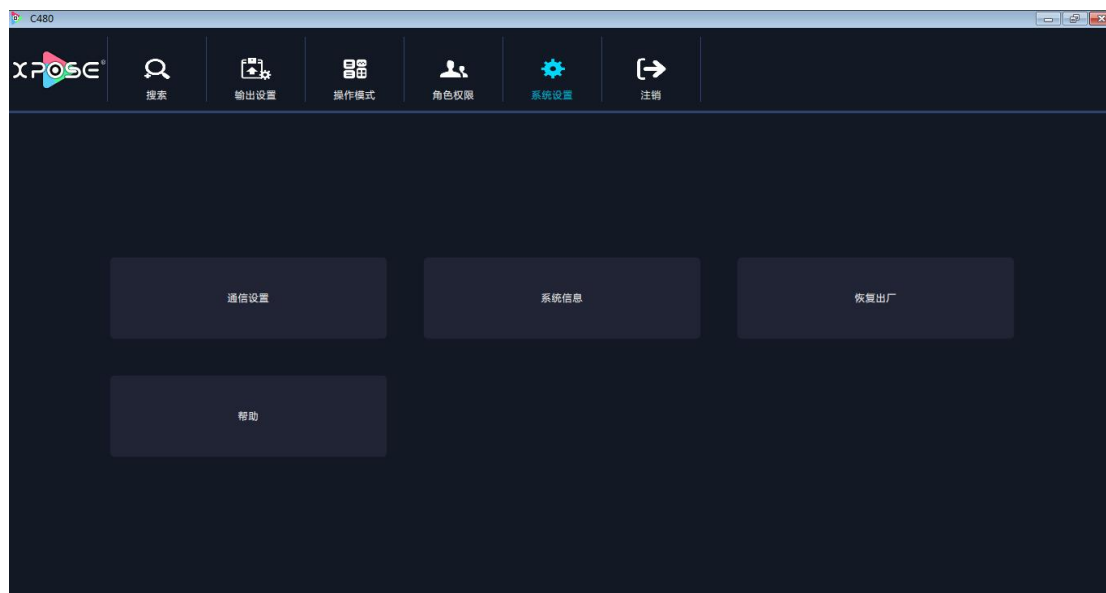 C480
XPOSE®
搜索
输出设置
操作模式
角色权限
系统设置
注销
通信设置
系统信息
恢复出厂
帮助